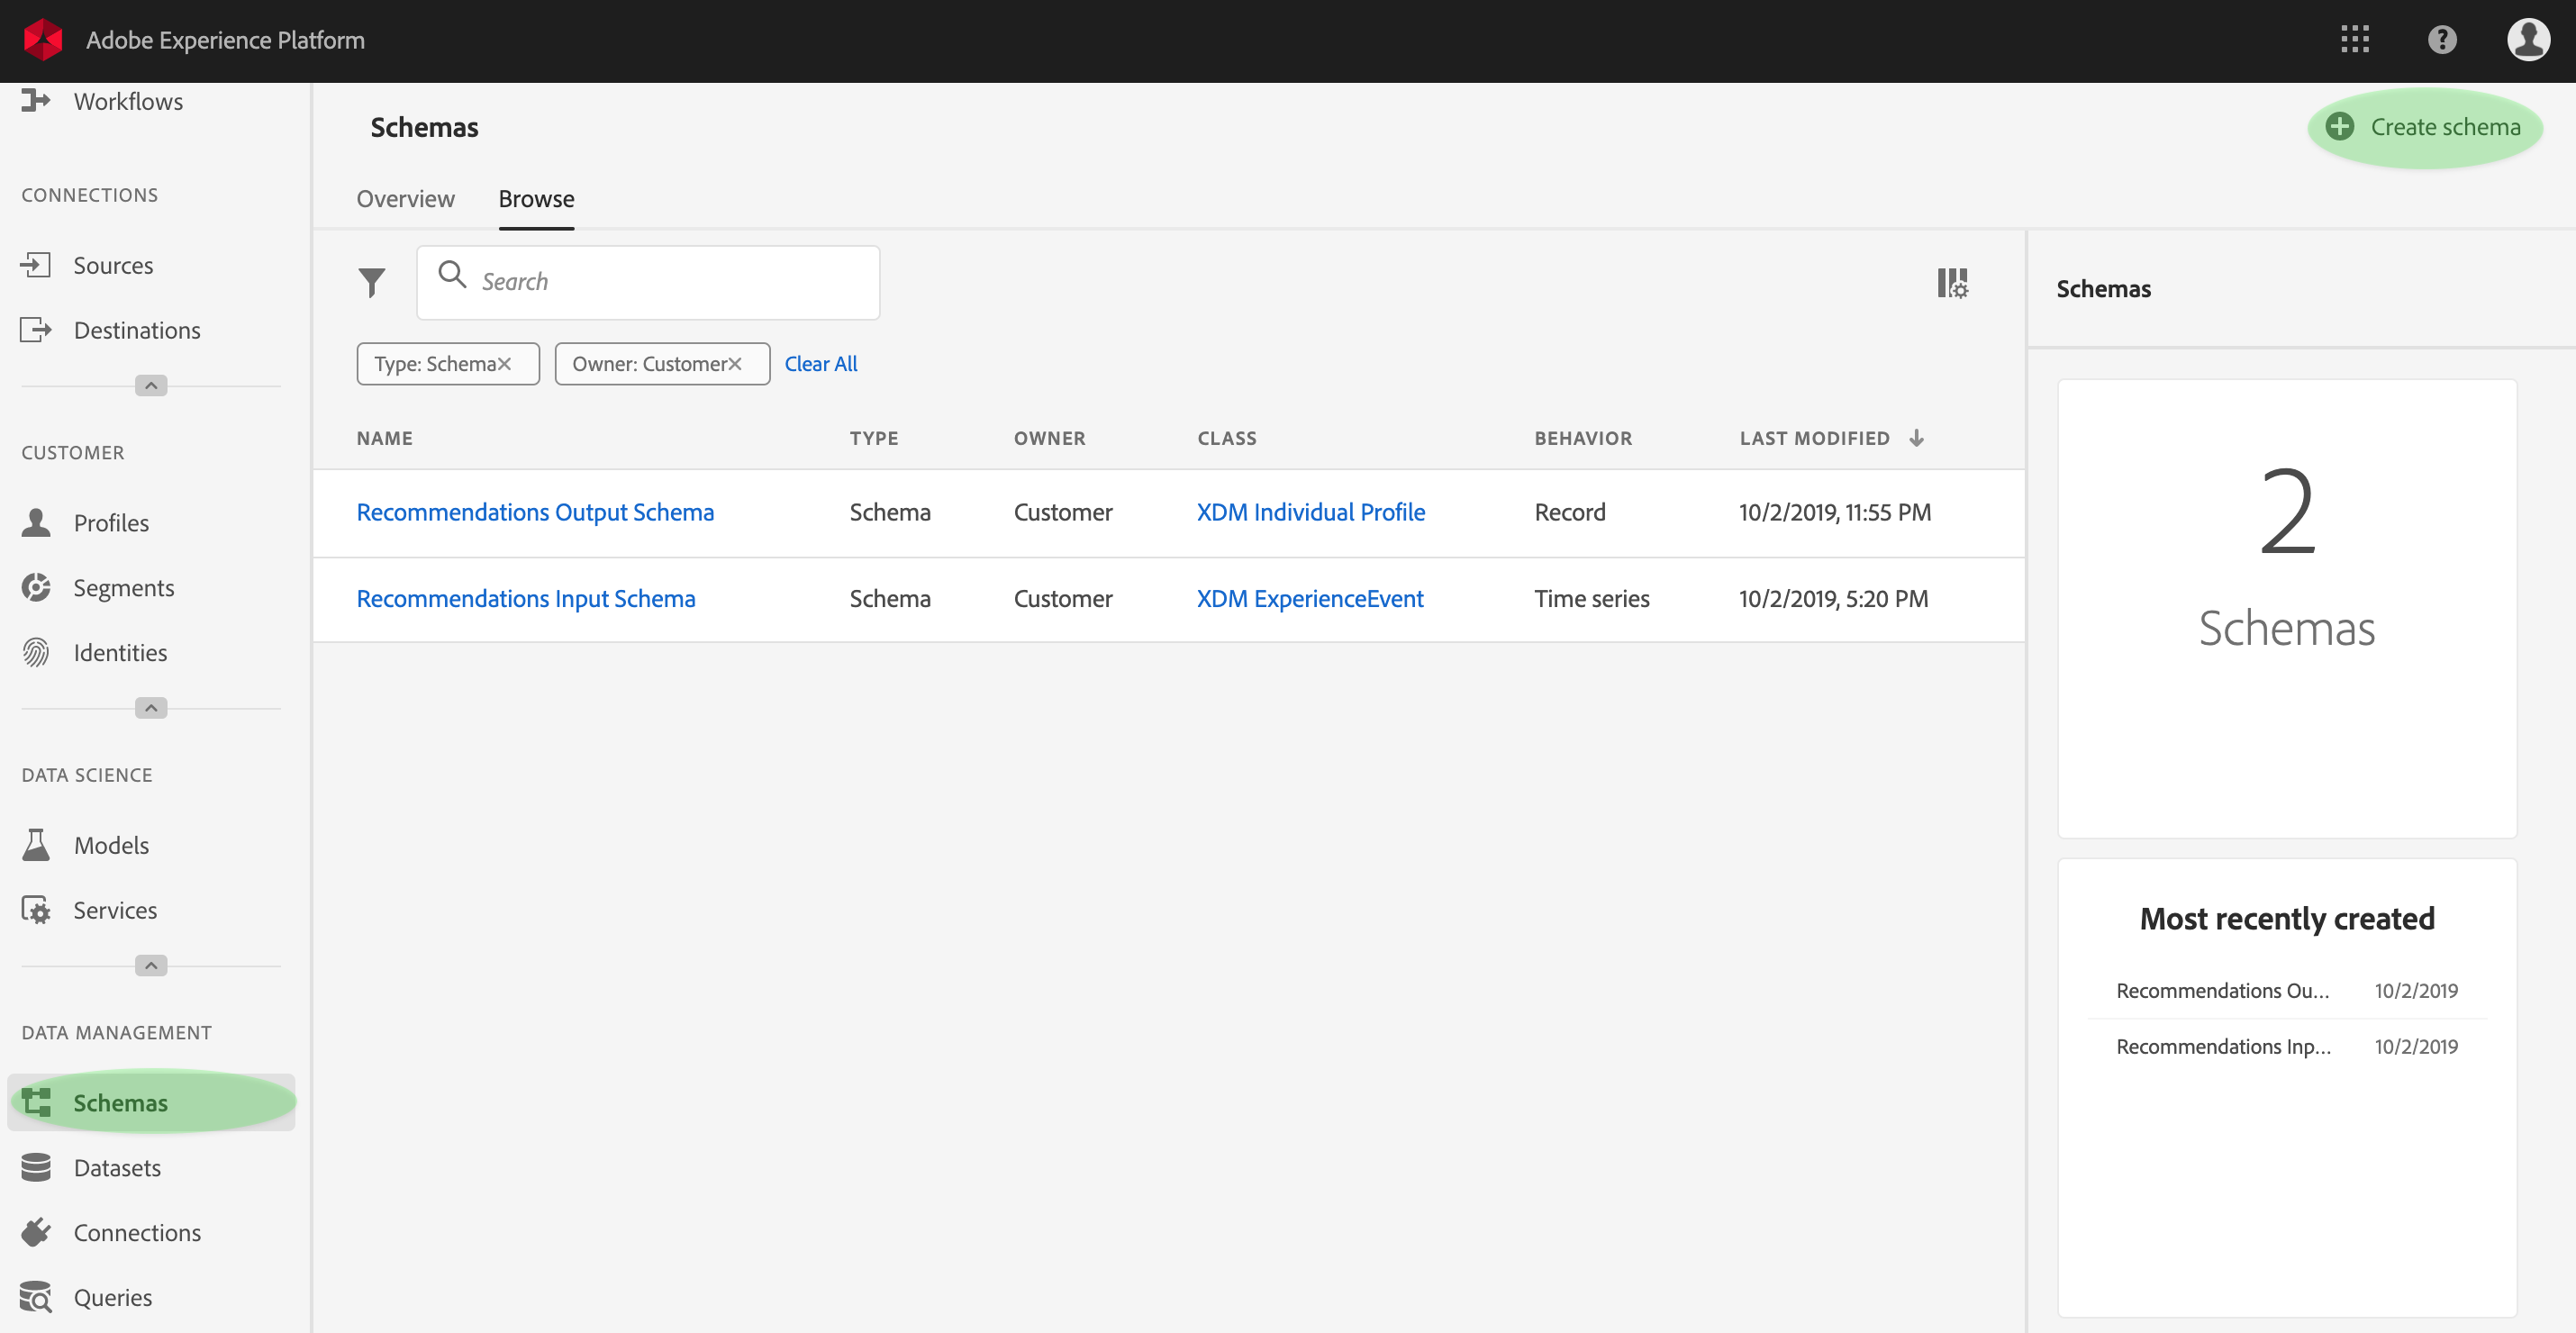 Adobe Experience Platform
?
Workflows
CONNECTIONS
Sources
Destinations
CUSTOMER
Profiles
Segments
Identities
DATA SCIENCE
Models
Services
DATA MANAGEMENT
Schemas
Datasets
Connections
Queries
Schemas
Create schema
Overview Browse
Search
Type: Schema× Owner: Customer× Clear All
NAME TYPE OWNER CLASS BEHAVIOR LAST MODIFIED ↓
Recommendations Output Schema Schema Customer XDM Individual Profile Record 10/2/2019, 11:55 PM
Recommendations Input Schema Schema Customer XDM ExperienceEvent Time series 10/2/2019, 5:20 PM
Schemas
2
Schemas
Most recently created
Recommendations Ou... 10/2/2019
Recommendations Inp... 10/2/2019